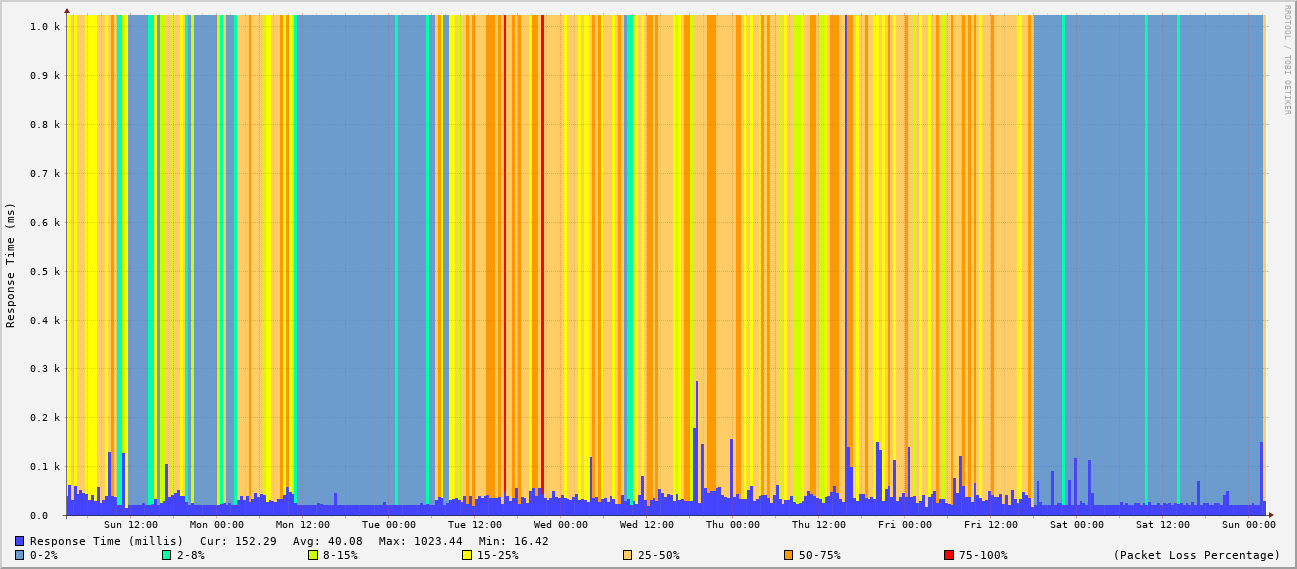 RRDTOOL / TOBI OETIKER
Response Time (ms)
1.0 k
0.9 k
0.8 k
0.7 k
0.6 k
0.5 k
0.4 k
0.3 k
0.2 k
0.1 k
0.0
Sun 12:00 Mon 00:00 Mon 12:00 Tue 00:00 Tue 12:00 Wed 00:00 Wed 12:00 Thu 00:00 Thu 12:00 Fri 00:00 Fri 12:00 Sat 00:00 Sat 12:00 Sun 00:00
Response Time (millis) Cur: 152.29 Avg: 40.08 Max: 1023.44 Min: 16.42
0-2% 2-8% 8-15% 15-25% 25-50% 50-75% 75-100% (Packet Loss Percentage)